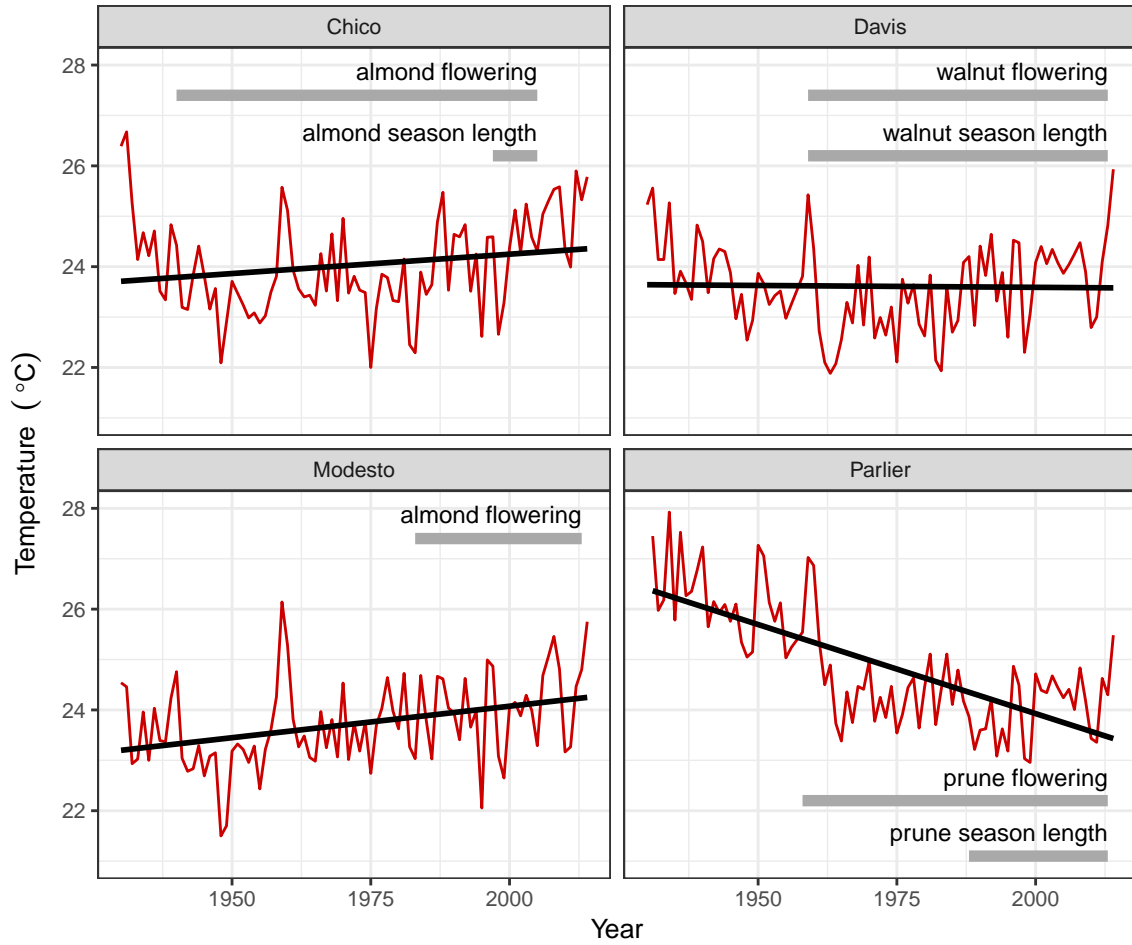 Chico
Davis
28
26
24
22
almond flowering
almond season length
walnut flowering
walnut season length
Modesto
Parlier
28
26
24
22
almond flowering
prune flowering
prune season length
1950
1975
2000
1950
1975
2000
Temperature ( °C)
Year